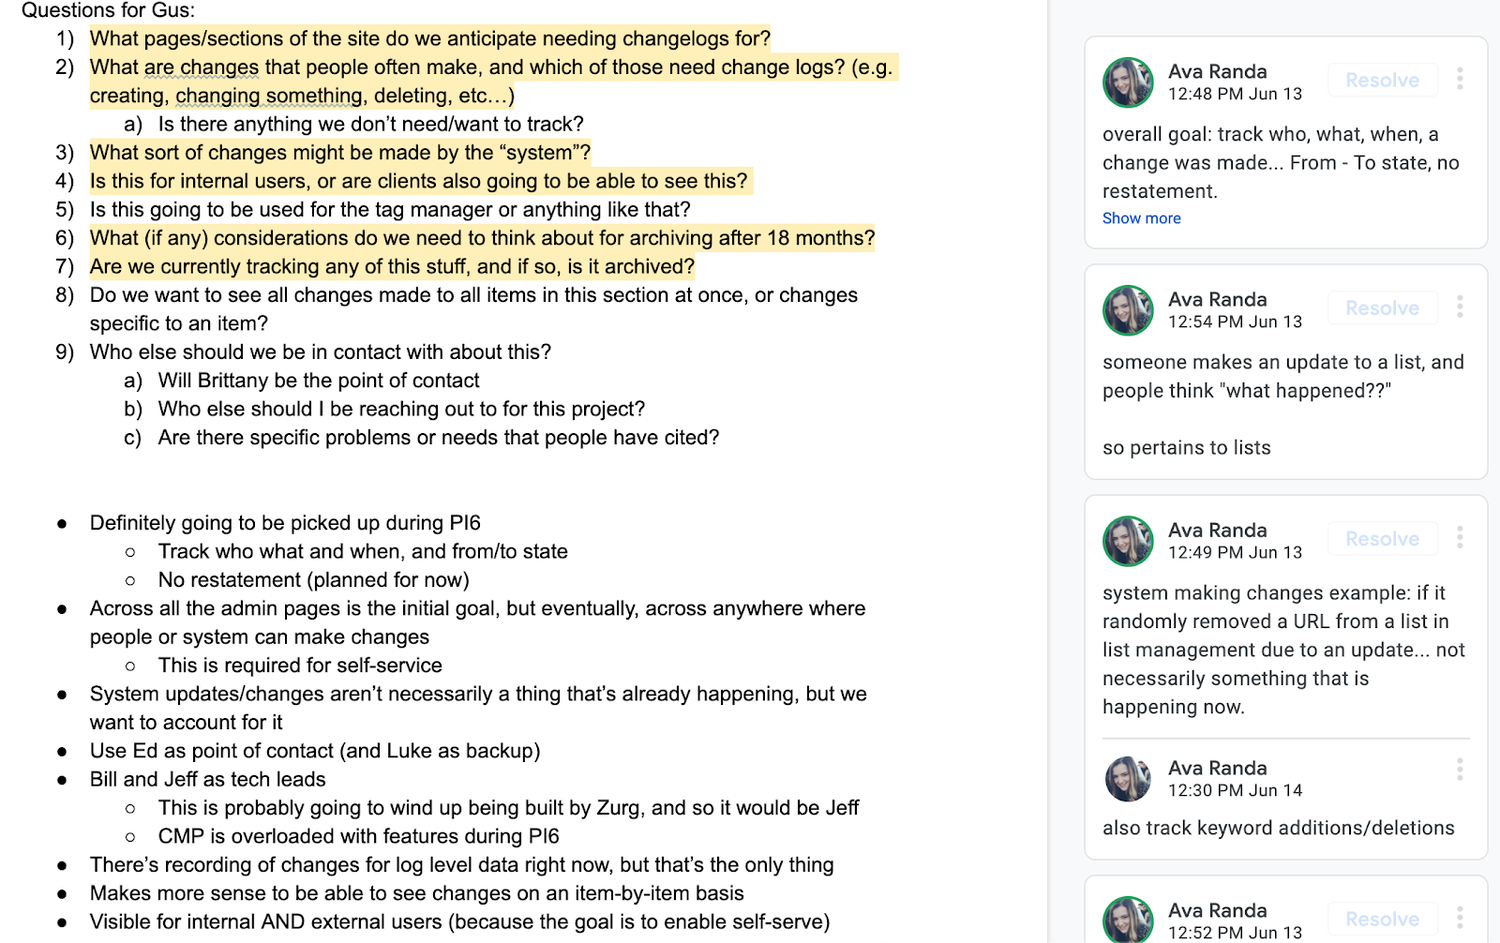 Questions for Gus:
1) What pages/sections of the site do we anticipate needing changelogs for?
2) What are changes that people often make, and which of those need change logs? (e.g.
creating, changing something, deleting, etc…)
a) Is there anything we don’t need/want to track?
3) What sort of changes might be made by the “system”?
4) Is this for internal users, or are clients also going to be able to see this?
5) Is this going to be used for the tag manager or anything like that?
6) What (if any) considerations do we need to think about for archiving after 18 months?
7) Are we currently tracking any of this stuff, and if so, is it archived?
8) Do we want to see all changes made to all items in this section at once, or changes
specific to an item?
9) Who else should we be in contact with about this?
a) Will Brittany be the point of contact
b) Who else should I be reaching out to for this project?
c) Are there specific problems or needs that people have cited?
● Definitely going to be picked up during PI6
○ Track who what and when, and from/to state
○ No restatement (planned for now)
● Across all the admin pages is the initial goal, but eventually, across anywhere where
people or system can make changes
○ This is required for self-service
● System updates/changes aren’t necessarily a thing that’s already happening, but we
want to account for it
● Use Ed as point of contact (and Luke as backup)
● Bill and Jeff as tech leads
○ This is probably going to wind up being built by Zurg, and so it would be Jeff
○ CMP is overloaded with features during PI6
● There’s recording of changes for log level data right now, but that’s the only thing
● Makes more sense to be able to see changes on an item-by-item basis
● Visible for internal AND external users (because the goal is to enable self-serve)
Ava Randa
Resolve
12:48 PM Jun 13
overall goal: track who, what, when, a
change was made... From - To state, no
restatement.
Show more
Ava Randa
Resolve
12:54 PM Jun 13
someone makes an update to a list, and
people think "what happened??"
so pertains to lists
Ava Randa
Resolve
12:49 PM Jun 13
system making changes example: if it
randomly removed a URL from a list in
list management due to an update... not
necessarily something that is
happening now.
Ava Randa
12:30 PM Jun 14
also track keyword additions/deletions
Ava Randa
Resolve
12:52 PM Jun 13